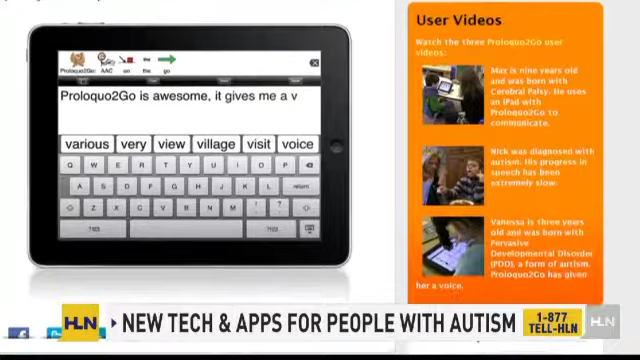 Proloquo2Go: AAC on the go
Proloquo2Go is awesome, it gives me a v
various very view village visit voice
Q W E R T Y U I O P
A S D F G H J K L return
Z X C V B N M ! ?
.?123 .?123
User Videos
Watch the three Proloquo2Go user
videos:
Max is nine years old
and was born with
Cerebral Palsy. He uses
an iPad with
Proloquo2Go to
communicate.
Nick was diagnosed with
autism. His progress in
speech has been
extremely slow.
Vanessa is three years
old and was born with
Pervasive
Developmental Disorder
(PDD), a form of autism.
Proloquo2Go has given
her a voice.
HLN NEW TECH & APPS FOR PEOPLE WITH AUTISM 1-877
TELL-HLN HLN